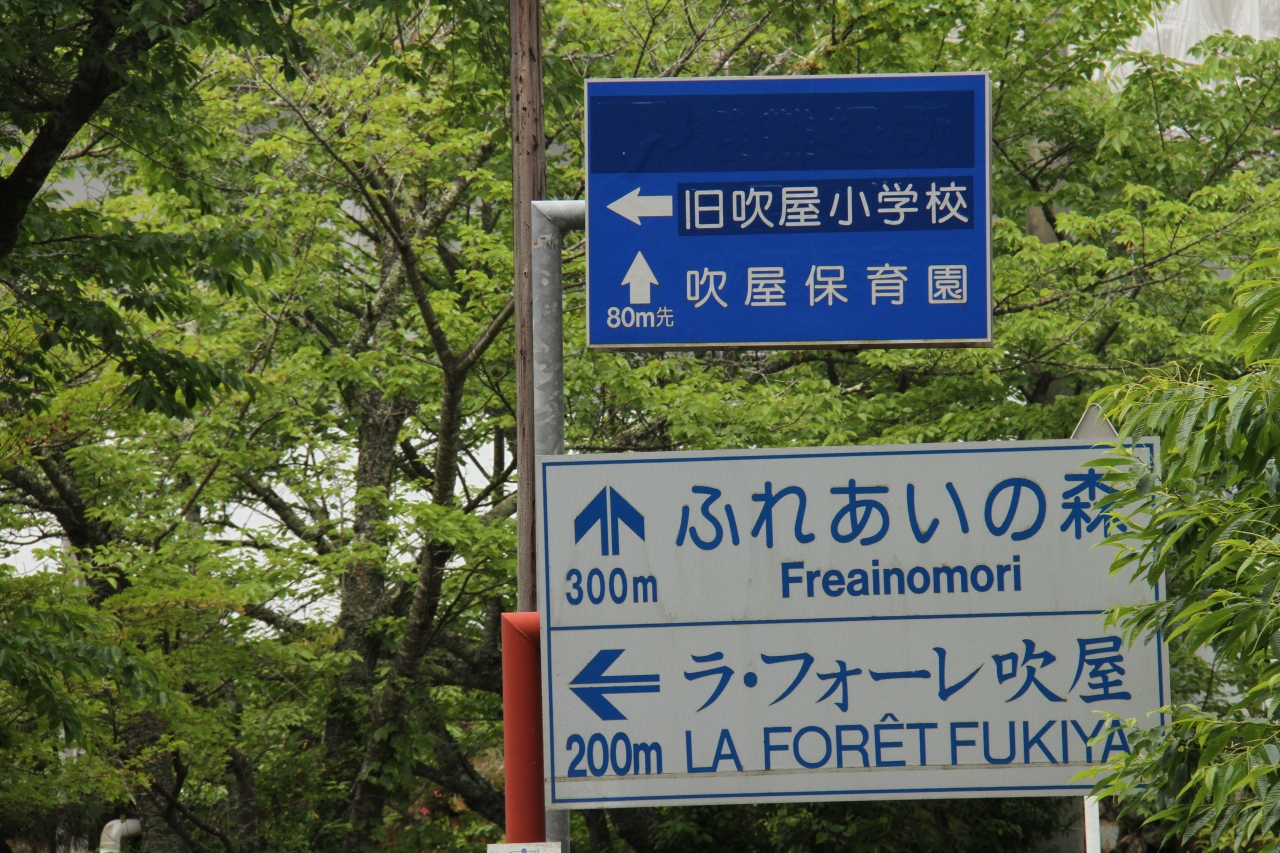 旧吹屋小学校
吹屋保育園
80m先
ふれあいの森
Freainomori
300m
ラ・フォーレ吹屋
200m LA FORÊT FUKIYA